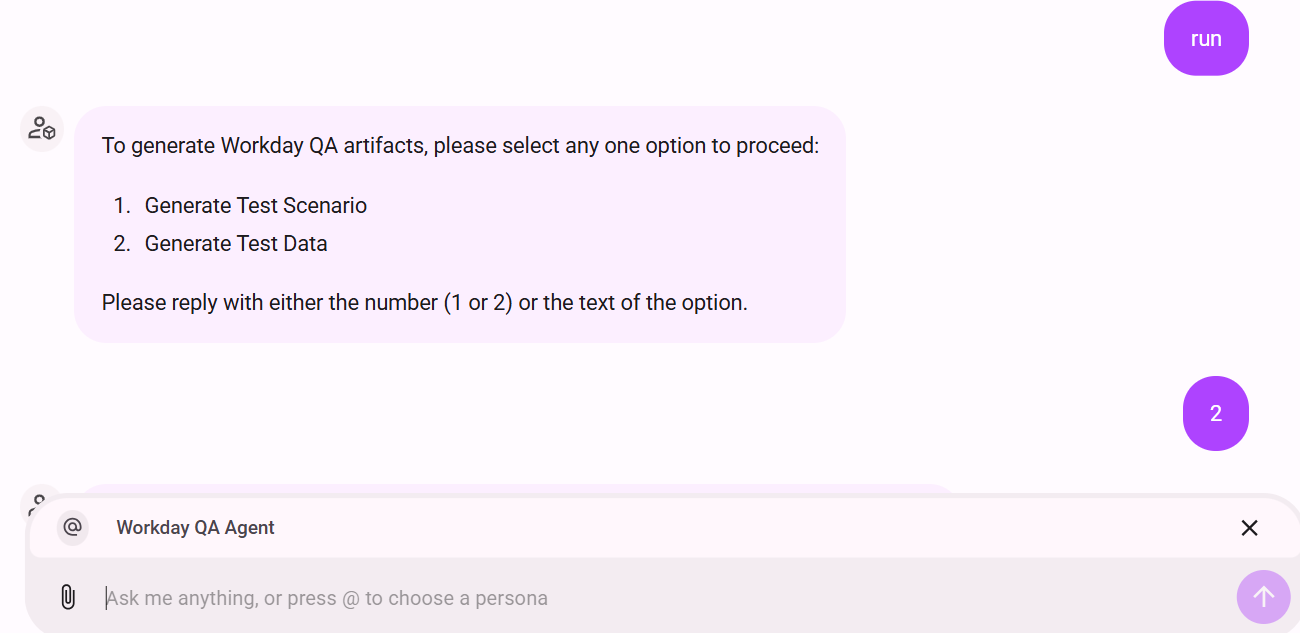 run
To generate Workday QA artifacts, please select any one option to proceed:
1. Generate Test Scenario
2. Generate Test Data
Please reply with either the number (1 or 2) or the text of the option.
2
@ Workday QA Agent
Ask me anything, or press @ to choose a persona